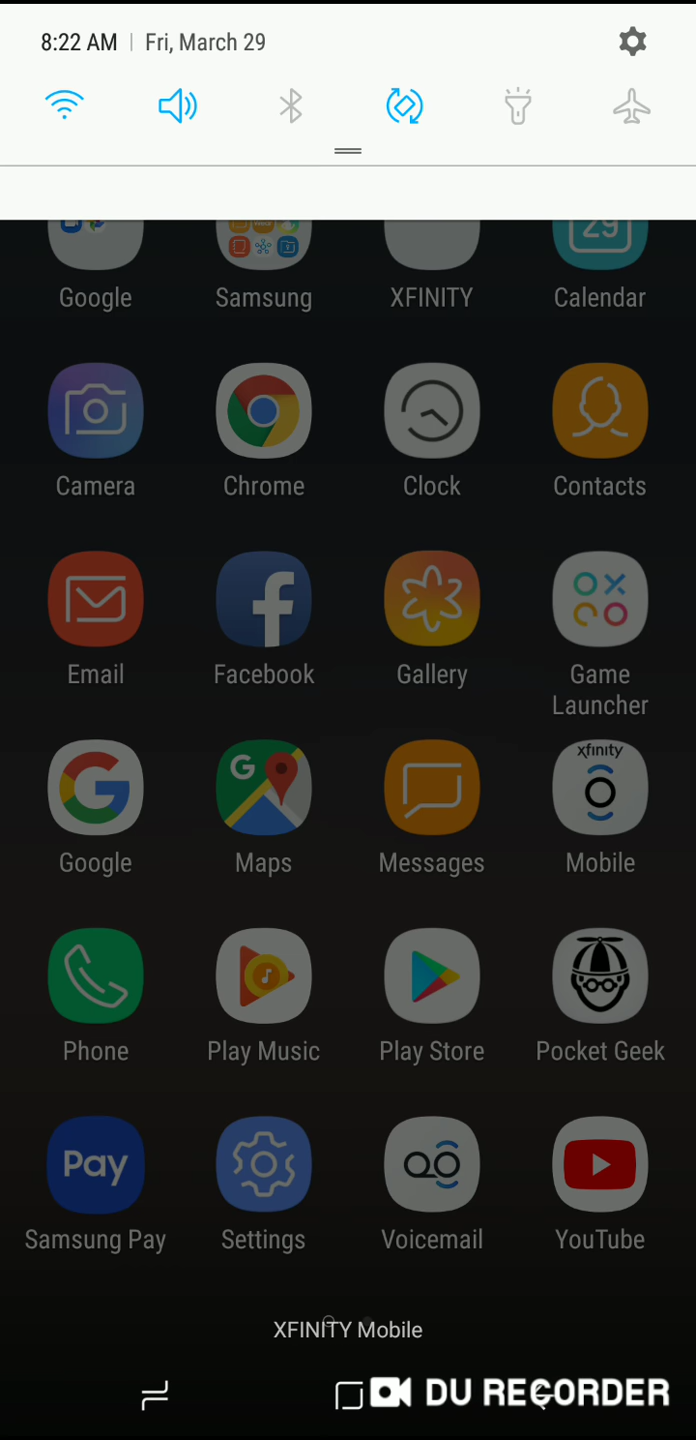 8:22 AM | Fri, March 29
29
Google Samsung XFINITY Calendar
Camera Chrome Clock Contacts
Email Facebook Gallery Game
Launcher
G
xfinity
Google Maps Messages Mobile
Phone Play Music Play Store Pocket Geek
Pay
Samsung Pay Settings Voicemail YouTube
XFINITY Mobile
DU RECORDER